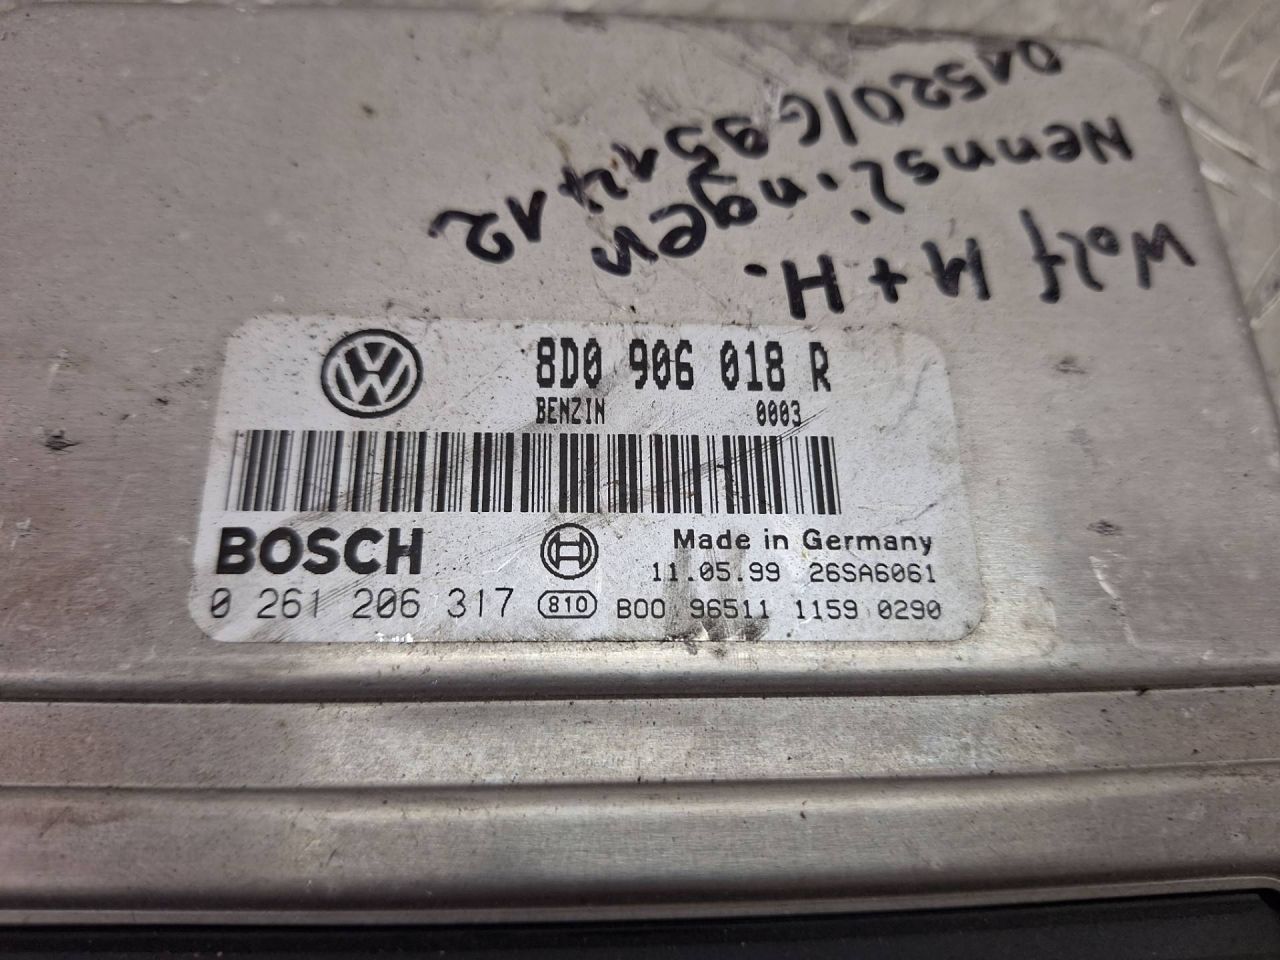 Wolf M + H.
Nennslingen
8D0 906 018 R
BENZIN 0003
BOSCH
Made in Germany
11.05.99 26SA6061
0 261 206 317 810 B00 96511 1159 0290